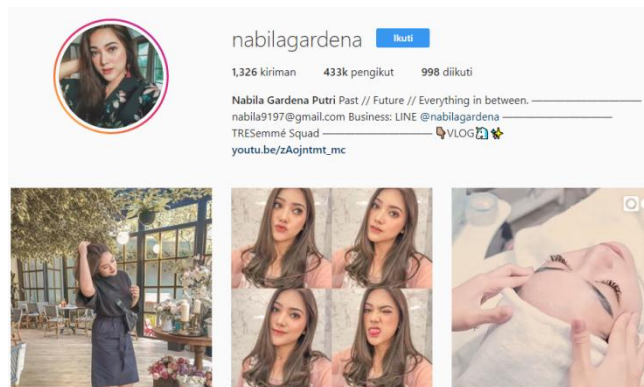 nabilagardena Ikuti
1,326 kiriman 433k pengikut 998 diikuti
Nabila Gardena Putri Past // Future // Everything in between. ————————
nabila9197@gmail.com Business: LINE @nabilagardena ————————
TRESemmé Squad ———————— 👇🏽VLOG🦄✨
youtu.be/zAojntmt_mc